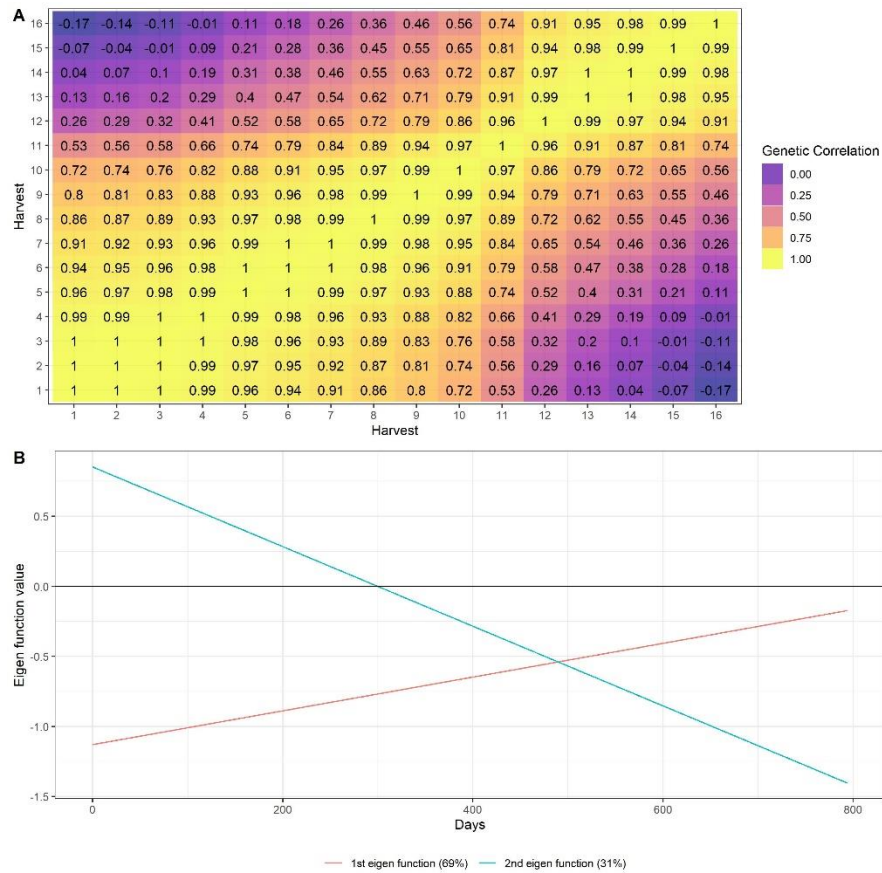 A
16 -0.17 -0.14 -0.11 -0.01 0.11 0.18 0.26 0.36 0.46 0.56 0.74 0.91 0.95 0.98 0.99 1
15 -0.07 -0.04 -0.01 0.09 0.21 0.28 0.36 0.45 0.55 0.65 0.81 0.94 0.98 0.99 1 0.99
14 0.04 0.07 0.1 0.19 0.31 0.38 0.46 0.55 0.63 0.72 0.87 0.97 1 1 0.99 0.98
13 0.13 0.16 0.2 0.29 0.4 0.47 0.54 0.62 0.71 0.79 0.91 0.99 1 1 0.98 0.95
12 0.26 0.29 0.32 0.41 0.52 0.58 0.65 0.72 0.79 0.86 0.96 1 0.99 0.97 0.94 0.91
11 0.53 0.56 0.58 0.66 0.74 0.79 0.84 0.89 0.94 0.97 1 0.96 0.91 0.87 0.81 0.74
10 0.72 0.74 0.76 0.82 0.88 0.91 0.95 0.97 0.99 1 0.97 0.86 0.79 0.72 0.65 0.56
9 0.8 0.81 0.83 0.88 0.93 0.96 0.98 0.99 1 0.99 0.94 0.79 0.71 0.63 0.55 0.46
8 0.86 0.87 0.89 0.93 0.97 0.98 0.99 1 0.99 0.97 0.89 0.72 0.62 0.55 0.45 0.36
7 0.91 0.92 0.93 0.96 0.99 1 1 0.99 0.98 0.95 0.84 0.65 0.54 0.46 0.36 0.26
6 0.94 0.95 0.96 0.98 1 1 1 0.98 0.96 0.91 0.79 0.58 0.47 0.38 0.28 0.18
5 0.96 0.97 0.98 0.99 1 1 0.99 0.97 0.93 0.88 0.74 0.52 0.4 0.31 0.21 0.11
4 0.99 0.99 1 1 0.99 0.98 0.96 0.93 0.88 0.82 0.66 0.41 0.29 0.19 0.09 -0.01
3 1 1 1 1 0.98 0.96 0.93 0.89 0.83 0.76 0.58 0.32 0.2 0.1 -0.01 -0.11
2 1 1 1 0.99 0.97 0.95 0.92 0.87 0.81 0.74 0.56 0.29 0.16 0.07 -0.04 -0.14
1 1 1 1 0.99 0.96 0.94 0.91 0.86 0.8 0.72 0.53 0.26 0.13 0.04 -0.07 -0.17
1 2 3 4 5 6 7 8 9 10 11 12 13 14 15 16
Harvest
Harvest
Genetic Correlation
0.00
0.25
0.50
0.75
1.00
B
0.5
0.0
-0.5
-1.0
-1.5
Eigen function value
0 200 400 600 800
Days
1st eigen function (69%) 2nd eigen function (31%)